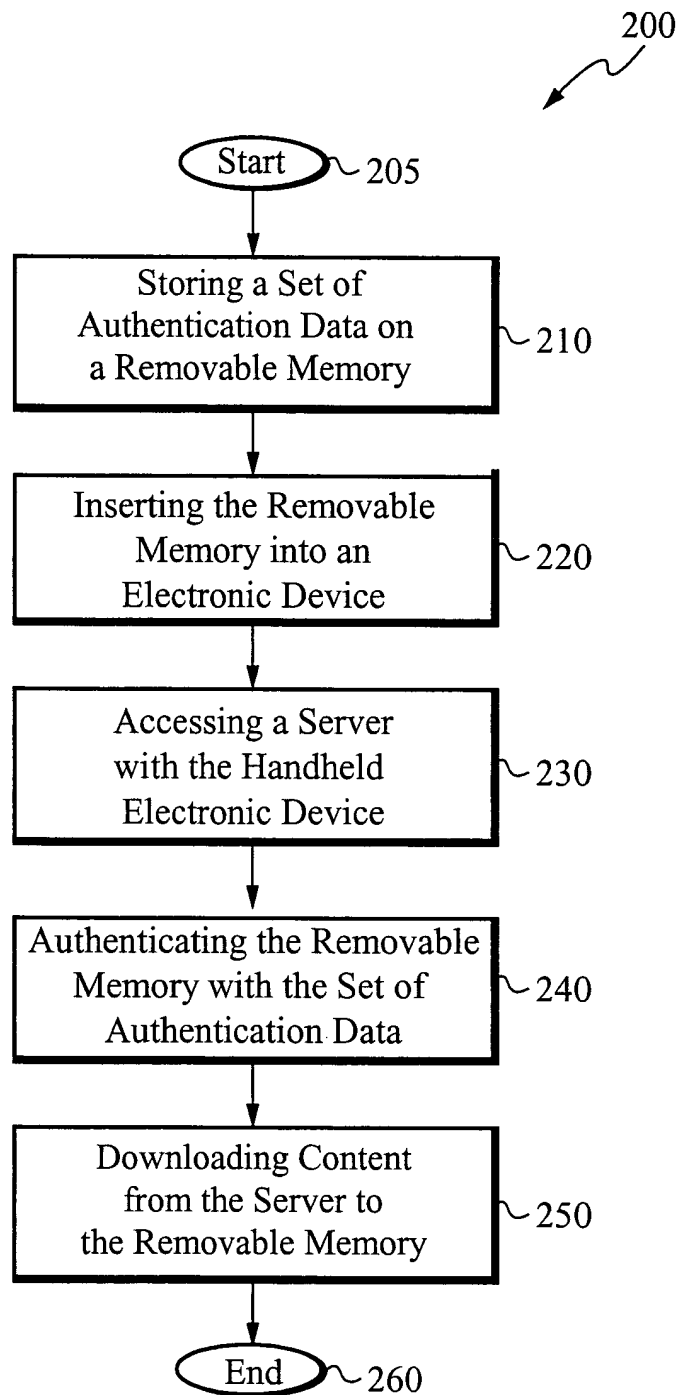 200
Start
205
Storing a Set of
Authentication Data on
a Removable Memory
210
Inserting the Removable
Memory into an
Electronic Device
220
Accessing a Server
with the Handheld
Electronic Device
230
Authenticating the Removable
Memory with the Set of
Authentication Data
240
Downloading Content
from the Server to
the Removable Memory
250
End
260